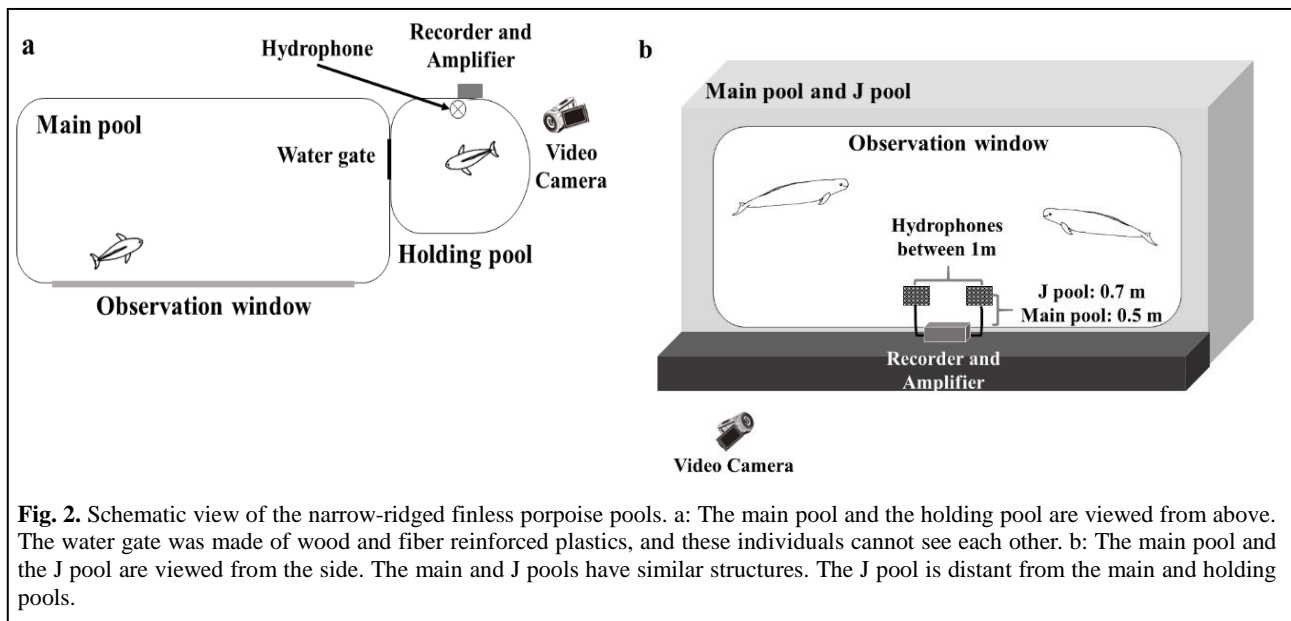 a
Recorder and
Amplifier
Hydrophone
Main pool
Water gate
Video
Camera
Holding pool
Observation window
b
Main pool and J pool
Observation window
Hydrophones
between 1m
J pool: 0.7 m
Main pool: 0.5 m
Recorder and
Amplifier
Video Camera
Fig. 2. Schematic view of the narrow-ridged finless porpoise pools. a: The main pool and the holding pool are viewed from above.
The water gate was made of wood and fiber reinforced plastics, and these individuals cannot see each other. b: The main pool and
the J pool are viewed from the side. The main and J pools have similar structures. The J pool is distant from the main and holding
pools.